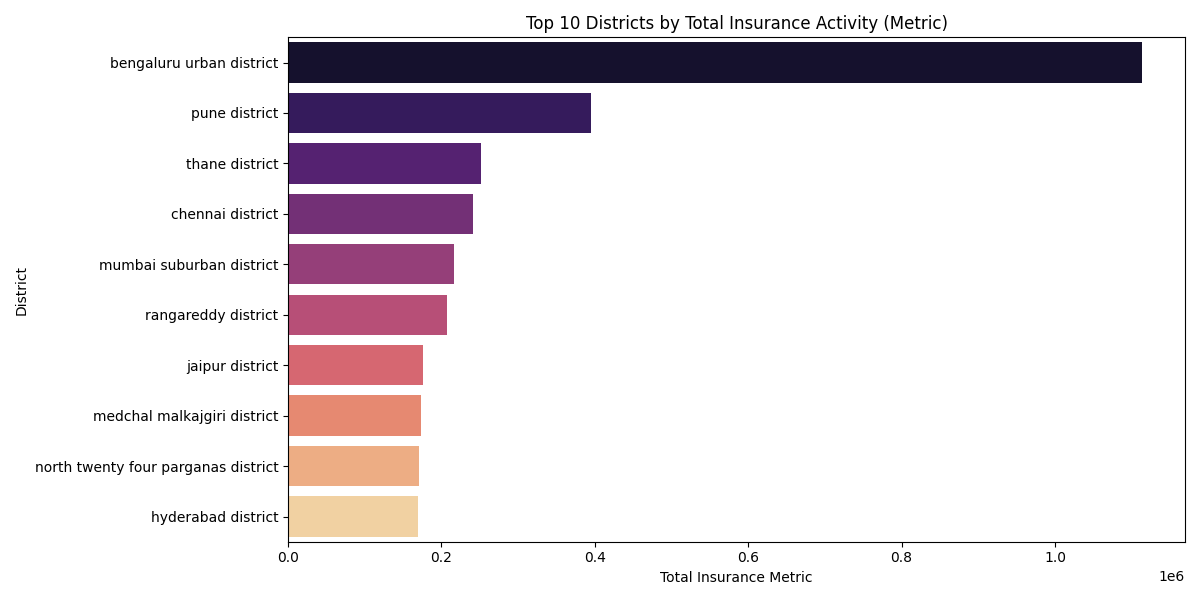 Top 10 Districts by Total Insurance Activity (Metric)
District
bengaluru urban district
pune district
thane district
chennai district
mumbai suburban district
rangareddy district
jaipur district
medchal malkajgiri district
north twenty four parganas district
hyderabad district
0.0 0.2 0.4 0.6 0.8 1.0
1e6
Total Insurance Metric